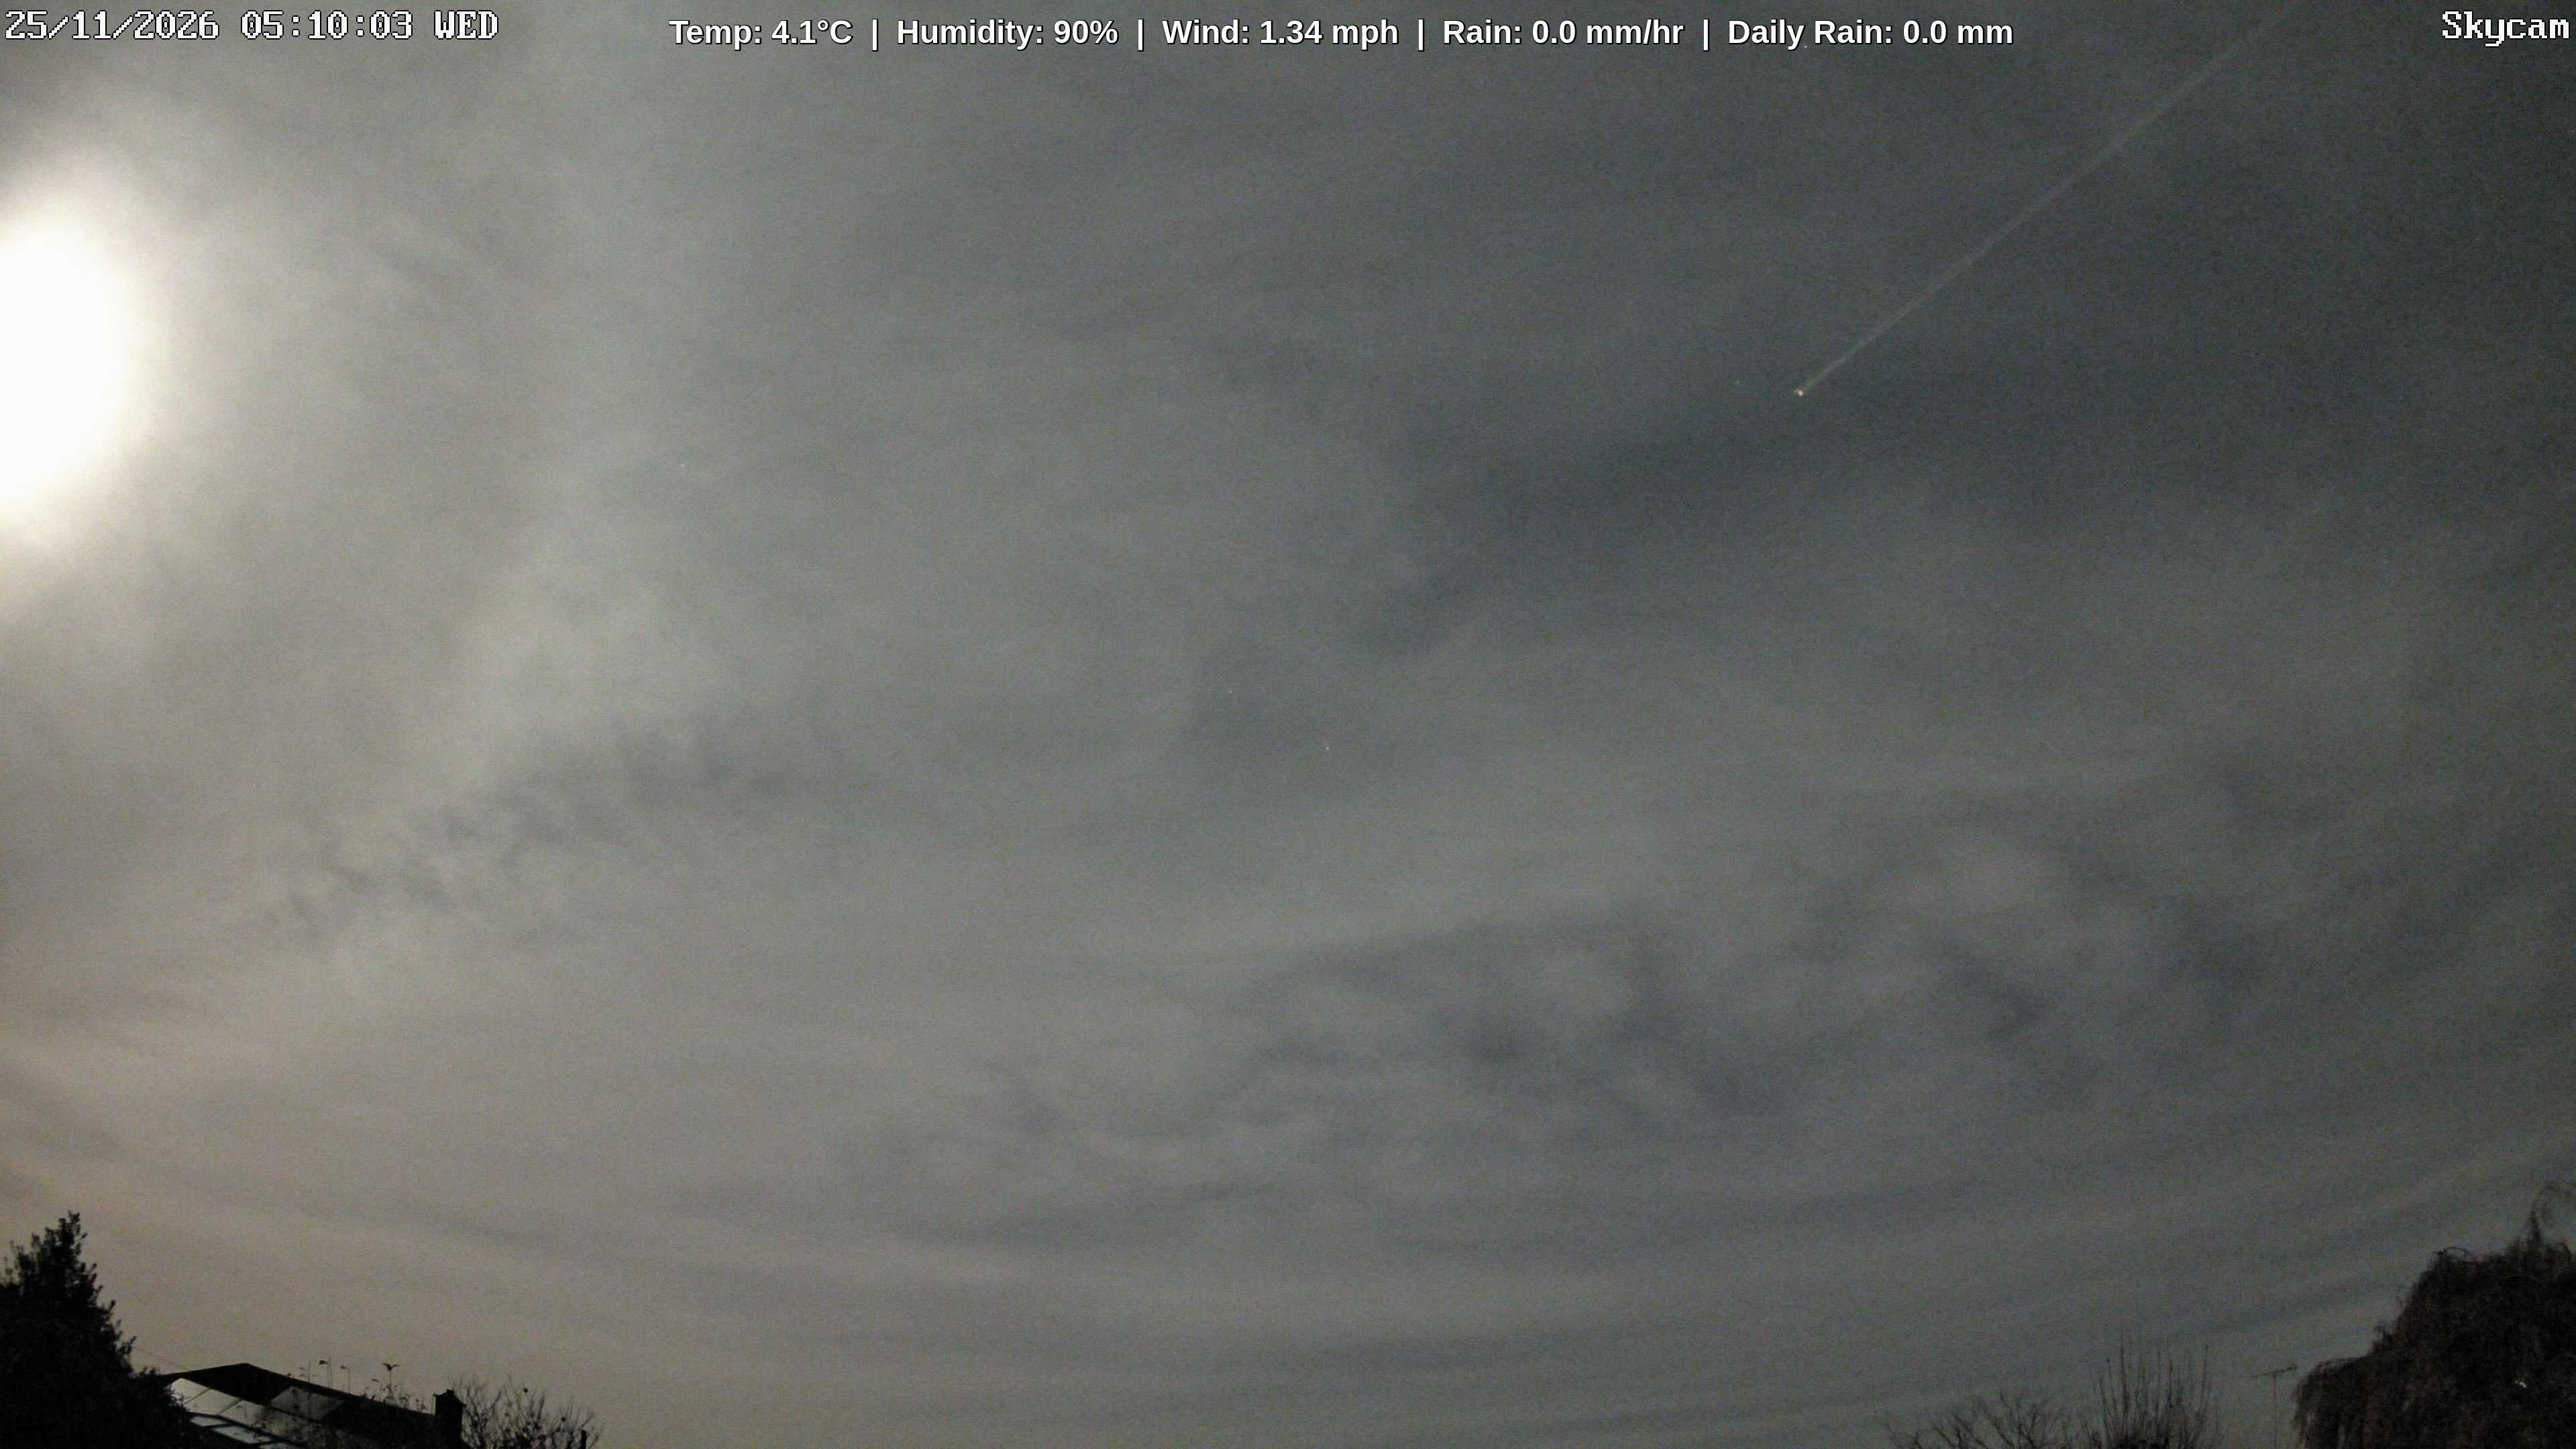 25/11/2026 05:10:03 WED
Temp: 4.1°C | Humidity: 90% | Wind: 1.34 mph | Rain: 0.0 mm/hr | Daily Rain: 0.0 mm
Skycam